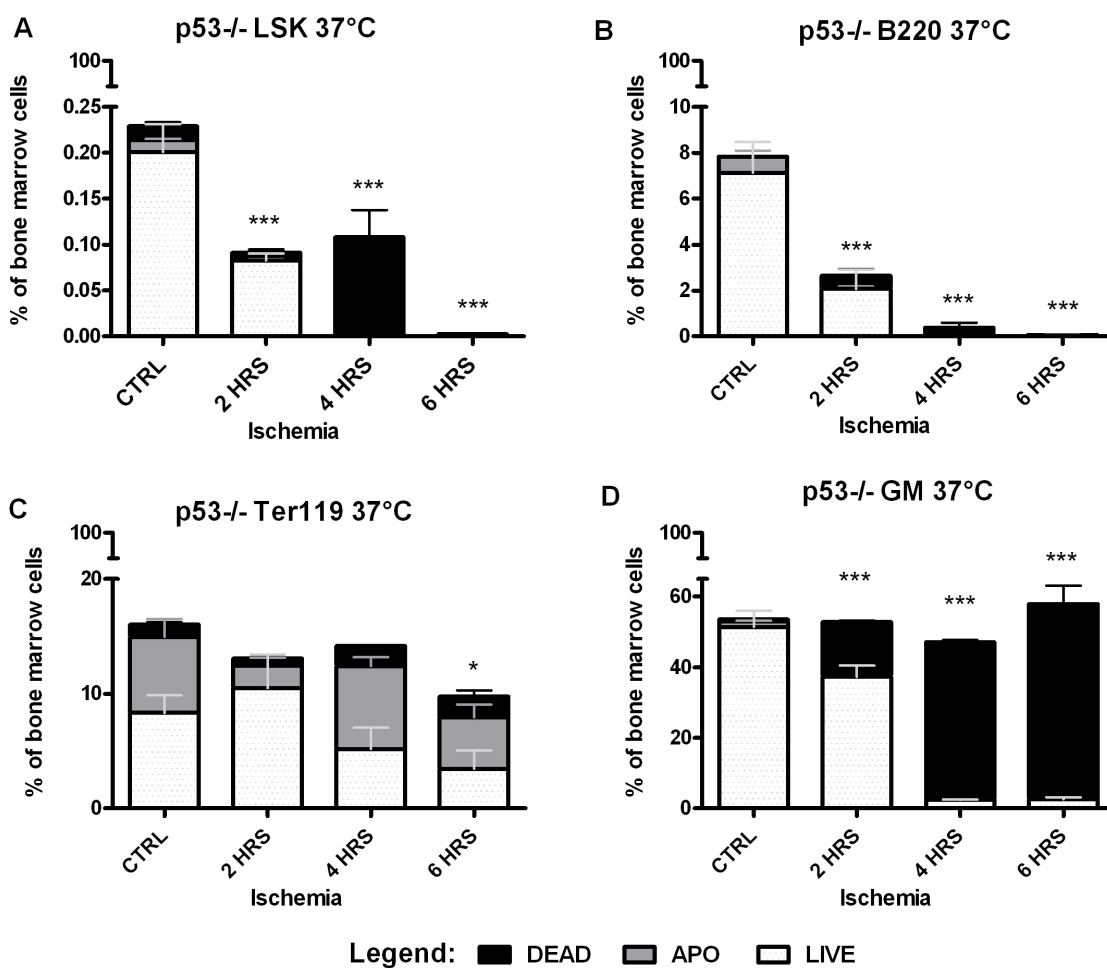 A
p53-/- LSK 37°C
% of bone marrow cells
100
0.25
0.20
0.15
0.10
0.05
0.00
***
***
***
CTRL
2 HRS
4 HRS
6 HRS
Ischemia
B
p53-/- B220 37°C
% of bone marrow cells
100
10
8
6
4
2
0
***
***
***
CTRL
2 HRS
4 HRS
6 HRS
Ischemia
C
p53-/- Ter119 37°C
% of bone marrow cells
100
20
10
0
*
CTRL
2 HRS
4 HRS
6 HRS
Ischemia
D
p53-/- GM 37°C
% of bone marrow cells
100
60
40
20
0
***
***
***
CTRL
2 HRS
4 HRS
6 HRS
Ischemia
Legend: DEAD APO LIVE